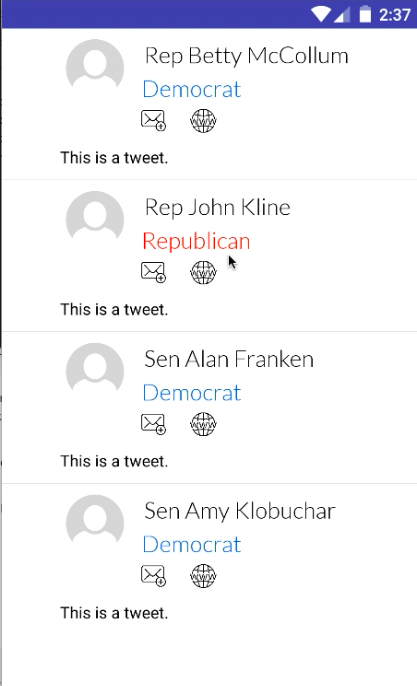 2:37
Rep Betty McCollum
Democrat
www
This is a tweet.
Rep John Kline
Republican
www
This is a tweet.
Sen Alan Franken
Democrat
www
This is a tweet.
Sen Amy Klobuchar
Democrat
www
This is a tweet.